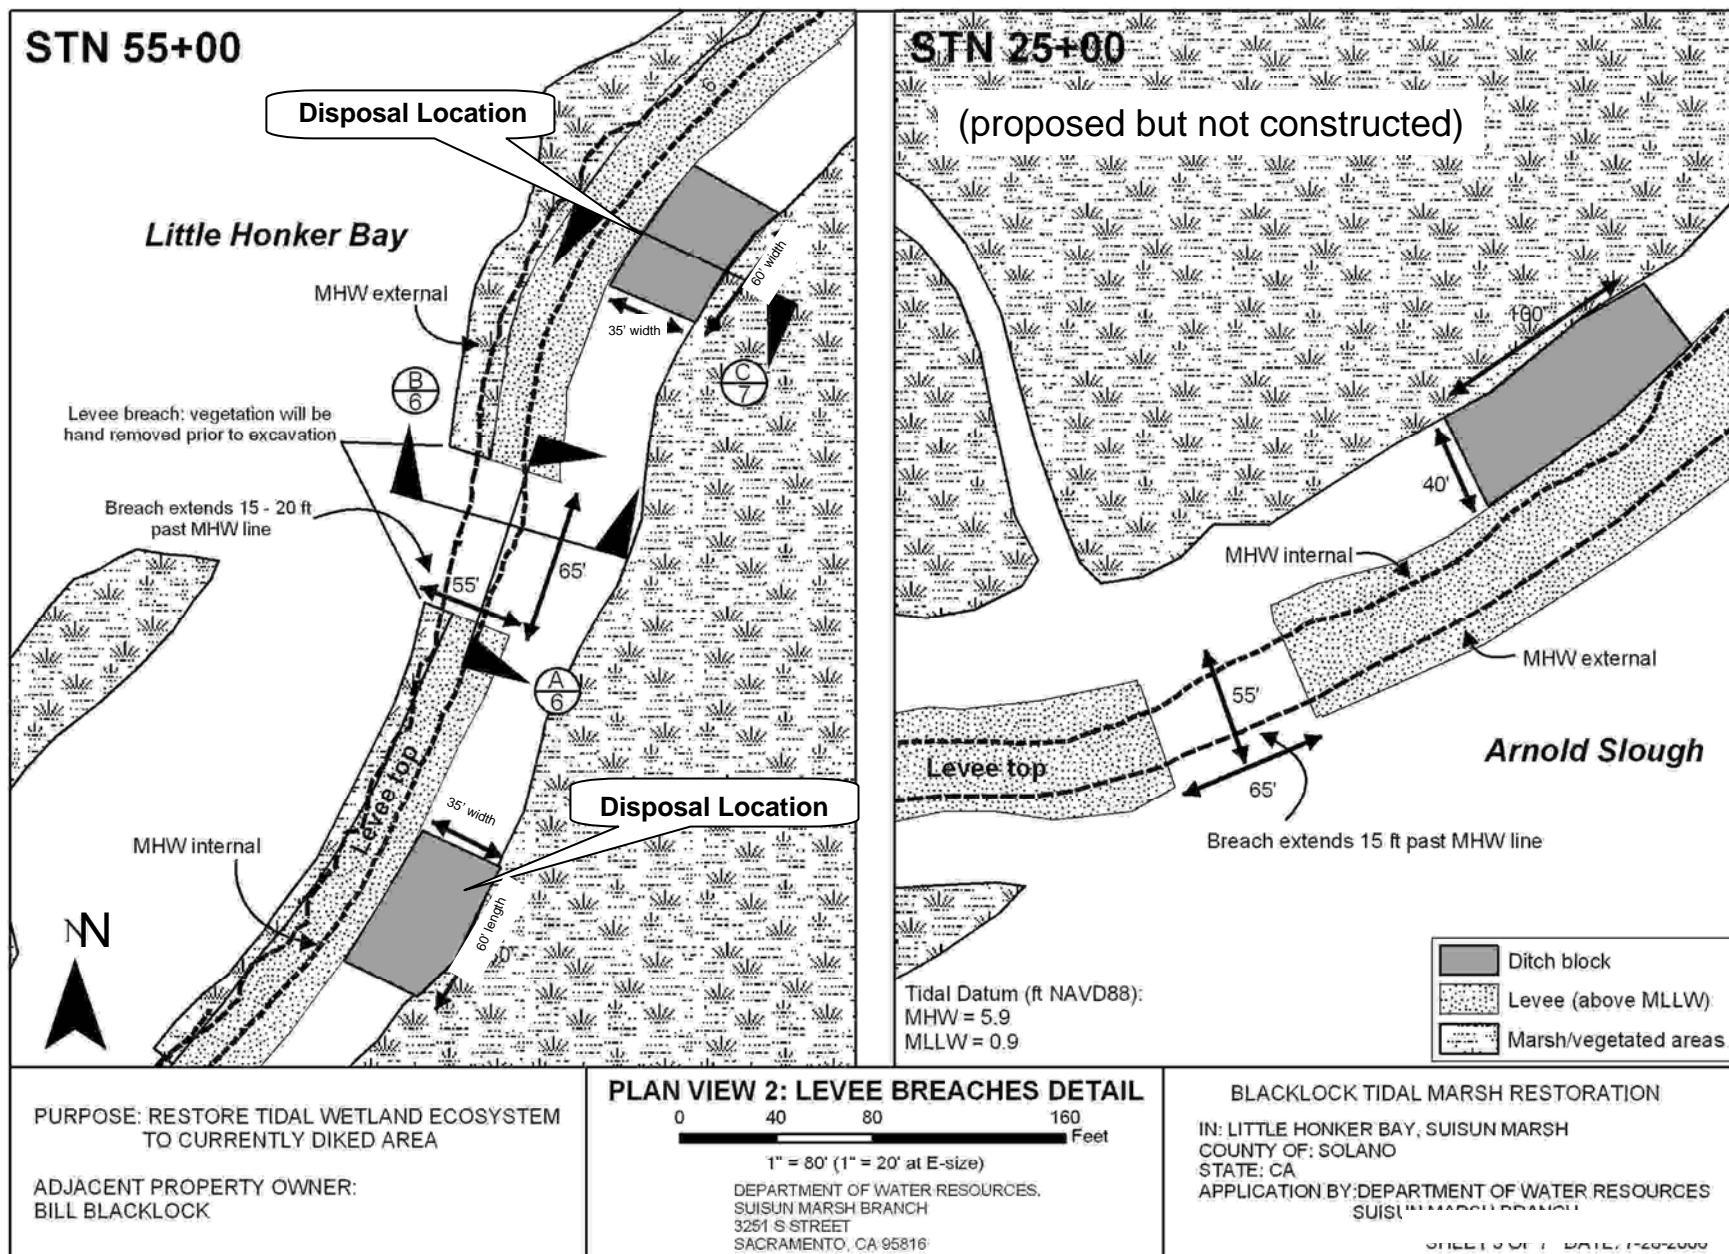 STN 55+00
Disposal Location
Little Honker Bay
MHW external
60' width
35' width
B
6
C
7
Levee breach: vegetation will be
hand removed prior to excavation
Breach extends 15 - 20 ft
past MHW line
55'
65'
A
6
Levee top
35' width
Disposal Location
MHW internal
60' length
N
STN 25+00
(proposed but not constructed)
100'
40'
MHW internal
MHW external
55'
65'
Levee top
Arnold Slough
Breach extends 15 ft past MHW line
Tidal Datum (ft NAVD88):
MHW = 5.9
MLLW = 0.9
Ditch block
Levee (above MLLW)
Marsh/vegetated areas
PURPOSE: RESTORE TIDAL WETLAND ECOSYSTEM
TO CURRENTLY DIKED AREA
ADJACENT PROPERTY OWNER:
BILL BLACKLOCK
PLAN VIEW 2: LEVEE BREACHES DETAIL
0 40 80 160
Feet
1" = 80' (1" = 20' at E-size)
DEPARTMENT OF WATER RESOURCES,
SUISUN MARSH BRANCH
3251 S STREET
SACRAMENTO, CA 95816
BLACKLOCK TIDAL MARSH RESTORATION
IN: LITTLE HONKER BAY, SUISUN MARSH
COUNTY OF: SOLANO
STATE: CA
APPLICATION BY: DEPARTMENT OF WATER RESOURCES
SUISUN MARSH BRANCH